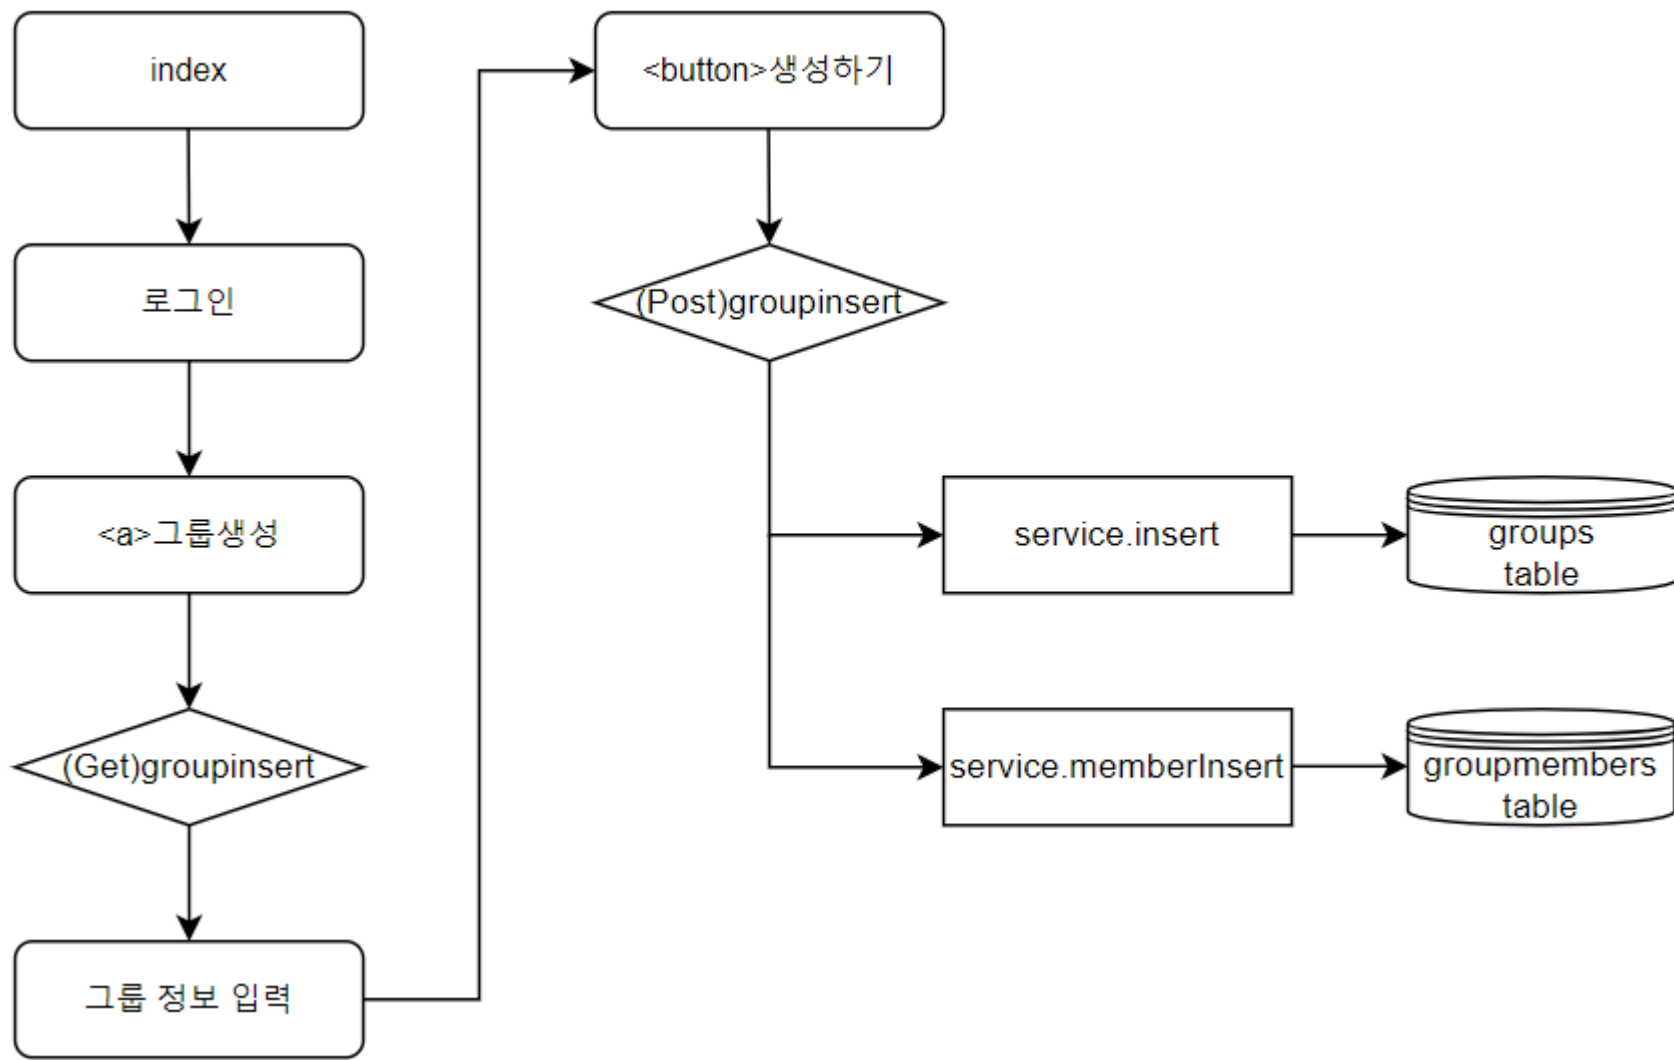 index
로그인
<a>그룹생성
(Get)groupinsert
그룹 정보 입력
<button>생성하기
(Post)groupinsert
service.insert
groups
table
service.memberInsert
groupmembers
table